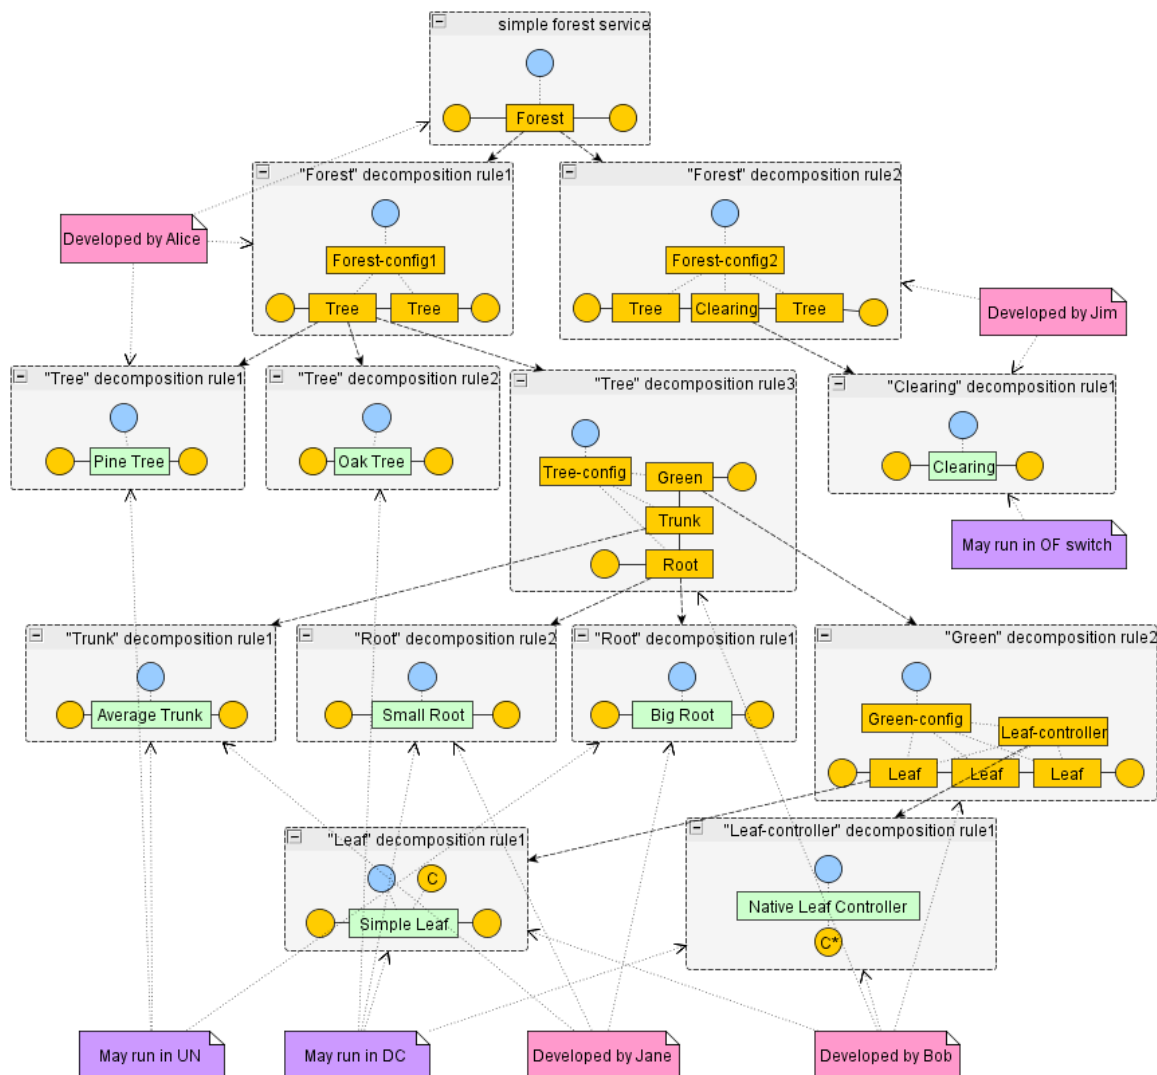 simple forest service
Forest
"Forest" decomposition rule1
"Forest" decomposition rule2
Developed by Alice
Forest-config1
Forest-config2
Tree
Tree
Tree
Clearing
Tree
Developed by Jim
"Tree" decomposition rule1
"Tree" decomposition rule2
"Tree" decomposition rule3
"Clearing" decomposition rule1
Pine Tree
Oak Tree
Tree-config
Green
Clearing
Trunk
May run in OF switch
Root
"Trunk" decomposition rule1
"Root" decomposition rule2
"Root" decomposition rule1
"Green" decomposition rule2
Average Trunk
Small Root
Big Root
Green-config
Leaf-controller
Leaf
Leaf
Leaf
"Leaf" decomposition rule1
"Leaf-controller" decomposition rule1
C
Simple Leaf
Native Leaf Controller
C*
May run in UN
May run in DC
Developed by Jane
Developed by Bob